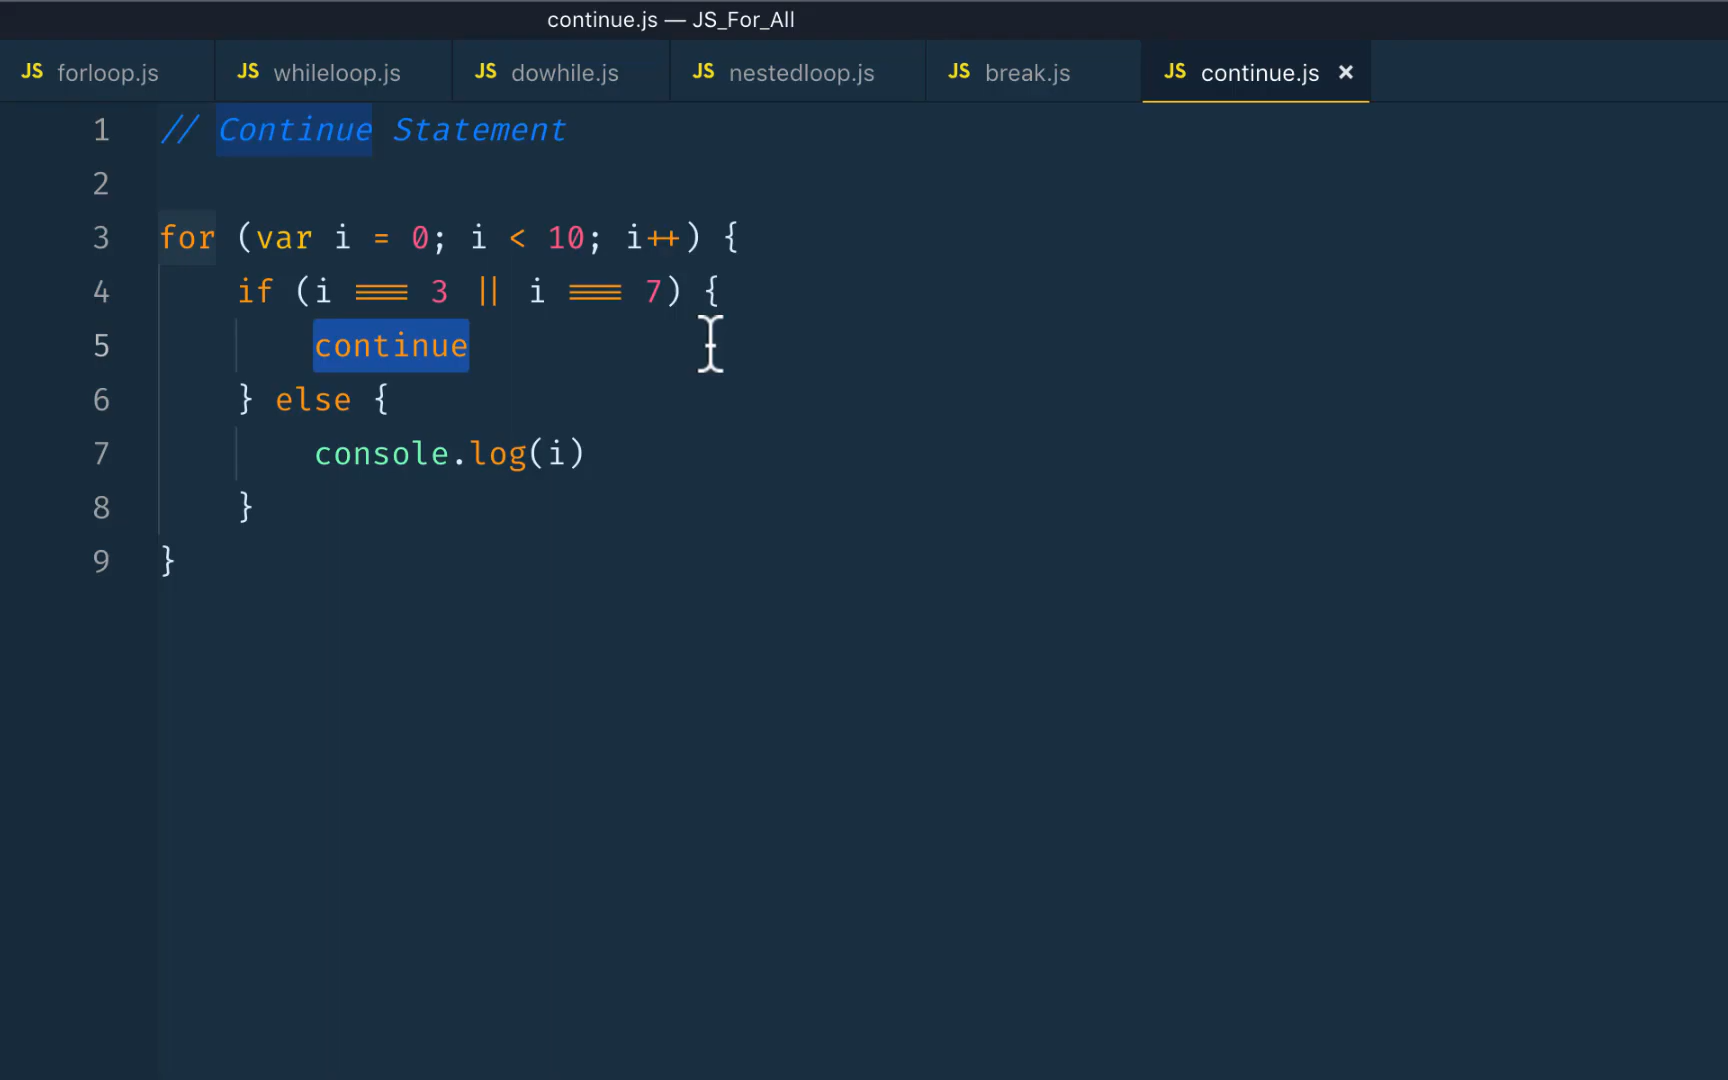 continue.js — JS_For_All
JS forloop.js JS whileloop.js JS dowhile.js JS nestedloop.js JS break.js JS continue.js ×
1 // Continue Statement
2
3 for (var i = 0; i < 10; i++) {
4     if (i === 3 || i === 7) {
5         continue
6     } else {
7         console.log(i)
8     }
9 }